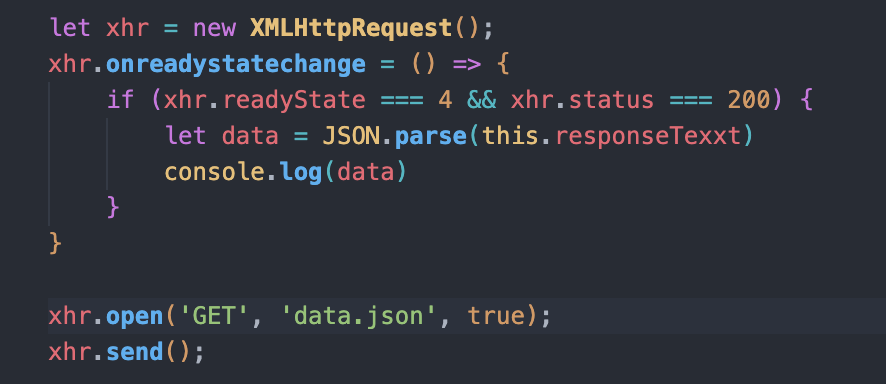 let xhr = new XMLHttpRequest();
xhr.onreadystatechange = () => {
if (xhr.readyState === 4 && xhr.status === 200) {
let data = JSON.parse(this.responseTexxt)
console.log(data)
}
}
xhr.open('GET', 'data.json', true);
xhr.send();